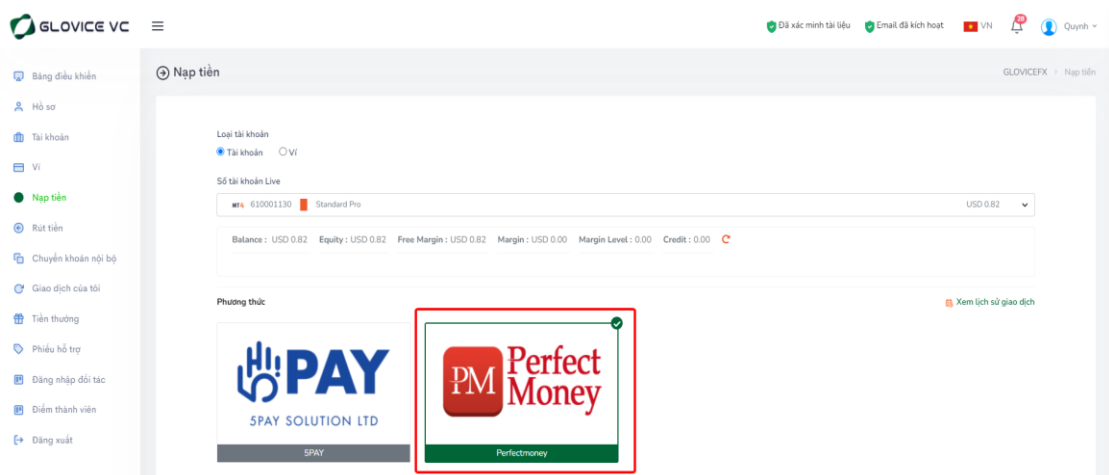 GLOVICE VC
Đã xác minh tài liệu Email đã kích hoạt VN 28 Quynh
Bảng điều khiển
Hồ sơ
Tài khoản
Ví
Nạp tiền
Rút tiền
Chuyển khoản nội bộ
Giao dịch của tôi
Tiền thưởng
Phiếu hỗ trợ
Đăng nhập đối tác
Điểm thành viên
Đăng xuất
Nạp tiền
GLOVICEFX > Nạp tiền
Loại tài khoản
Tài khoản Ví
Số tài khoản Live
MT4 610001130 Standard Pro USD 0.82
Balance : USD 0.82 Equity : USD 0.82 Free Margin : USD 0.82 Margin : USD 0.00 Margin Level : 0.00 Credit : 0.00
Phương thức
Xem lịch sử giao dịch
5PAY
5PAY SOLUTION LTD
5PAY
PM Perfect Money
Perfectmoney